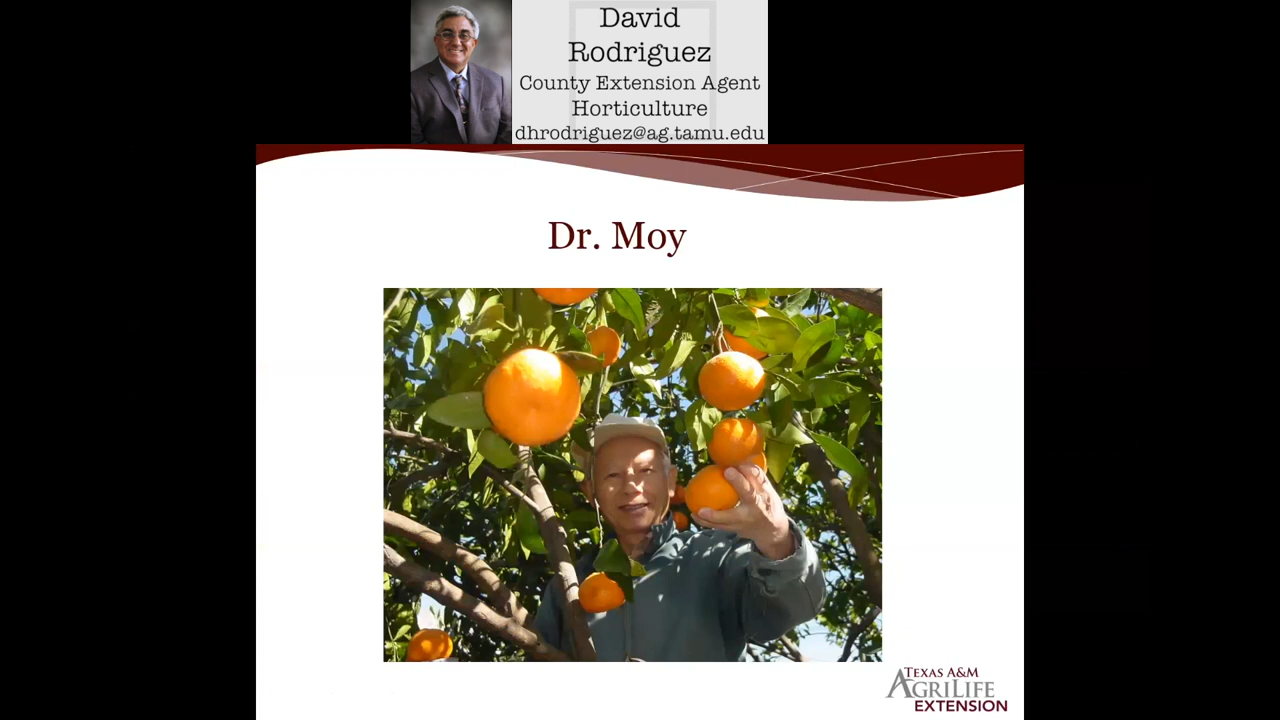 David
Rodriguez
County Extension Agent
Horticulture
dhrodriguez@ag.tamu.edu
Dr. Moy
TEXAS A&M
AGRILIFE
EXTENSION